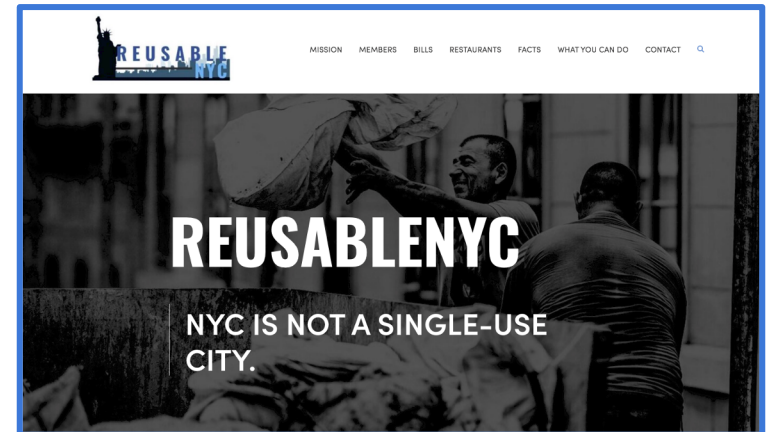 REUSABLE
NYC
MISSION MEMBERS BILLS RESTAURANTS FACTS WHAT YOU CAN DO CONTACT
REUSABLENYC
NYC IS NOT A SINGLE-USE
CITY.